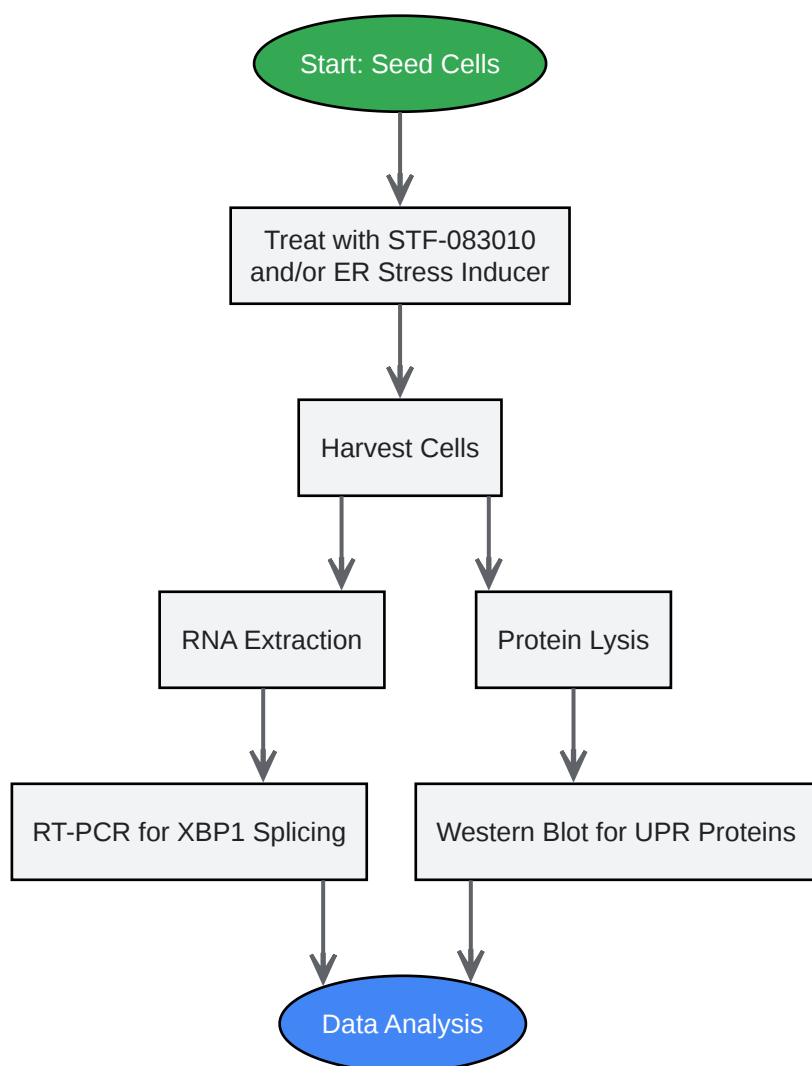 Start: Seed Cells
Treat with STF-083010
and/or ER Stress Inducer
Harvest Cells
RNA Extraction
Protein Lysis
RT-PCR for XBP1 Splicing
Western Blot for UPR Proteins
Data Analysis